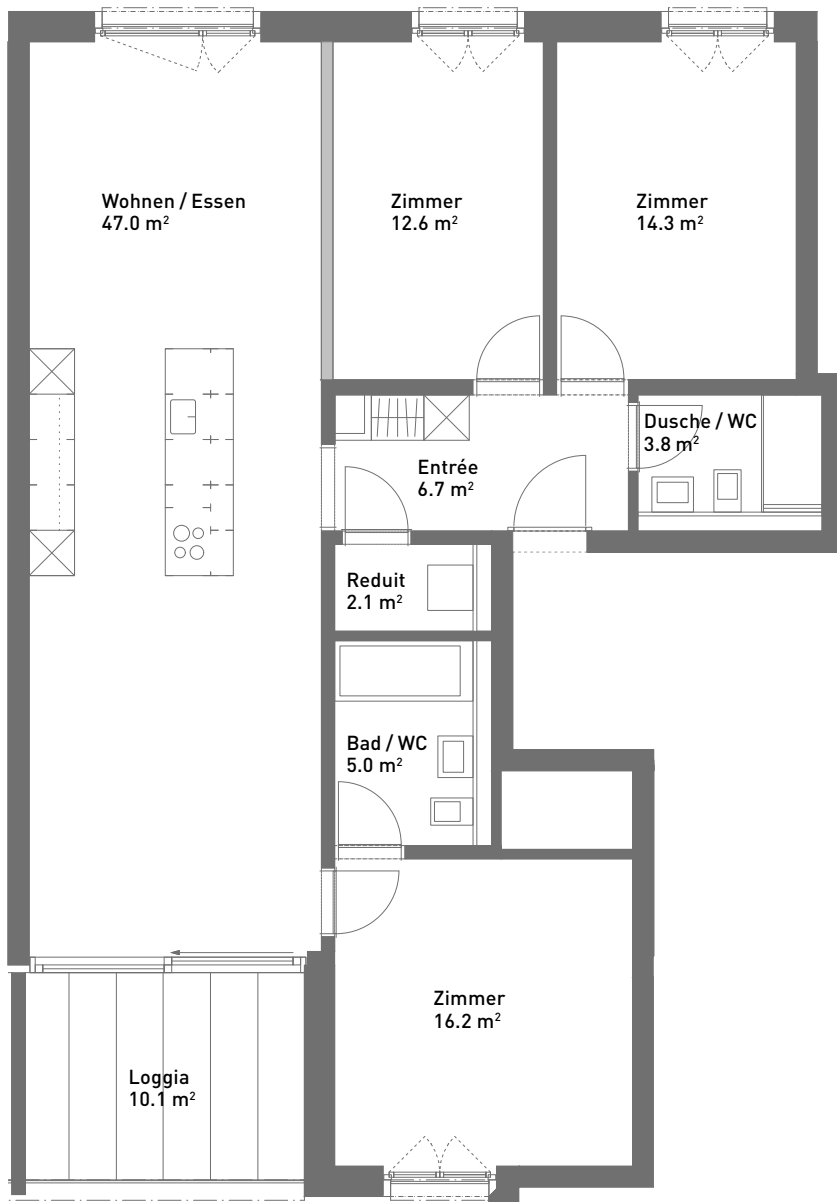 Wohnen / Essen
47.0 m²
Zimmer
12.6 m²
Zimmer
14.3 m²
Dusche / WC
3.8 m²
Entrée
6.7 m²
Reduit
2.1 m²
Bad / WC
5.0 m²
Zimmer
16.2 m²
Loggia
10.1 m²